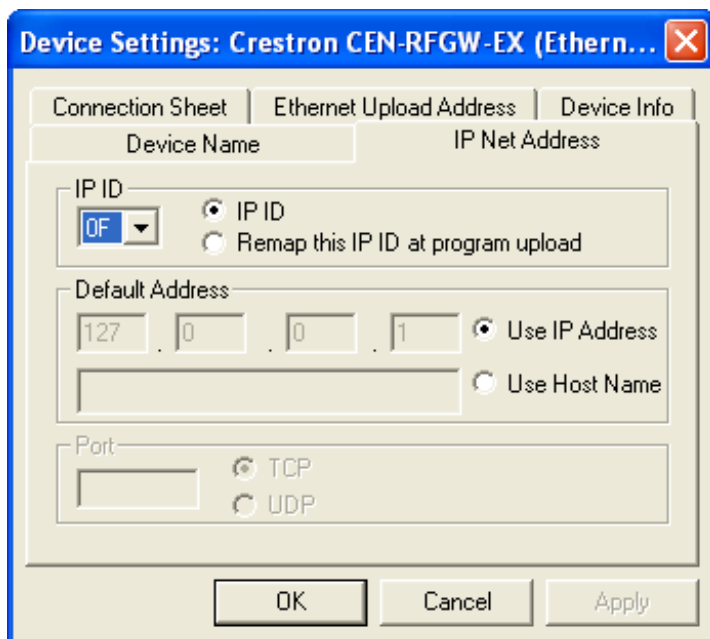 Device Settings: Crestron CEN-RFGW-EX (Ethern...
Connection Sheet Ethernet Upload Address Device Info
Device Name IP Net Address
IP ID
0F IP ID
Remap this IP ID at program upload
Default Address
127 . 0 . 0 . 1 Use IP Address
Use Host Name
Port
TCP
UDP
OK Cancel Apply